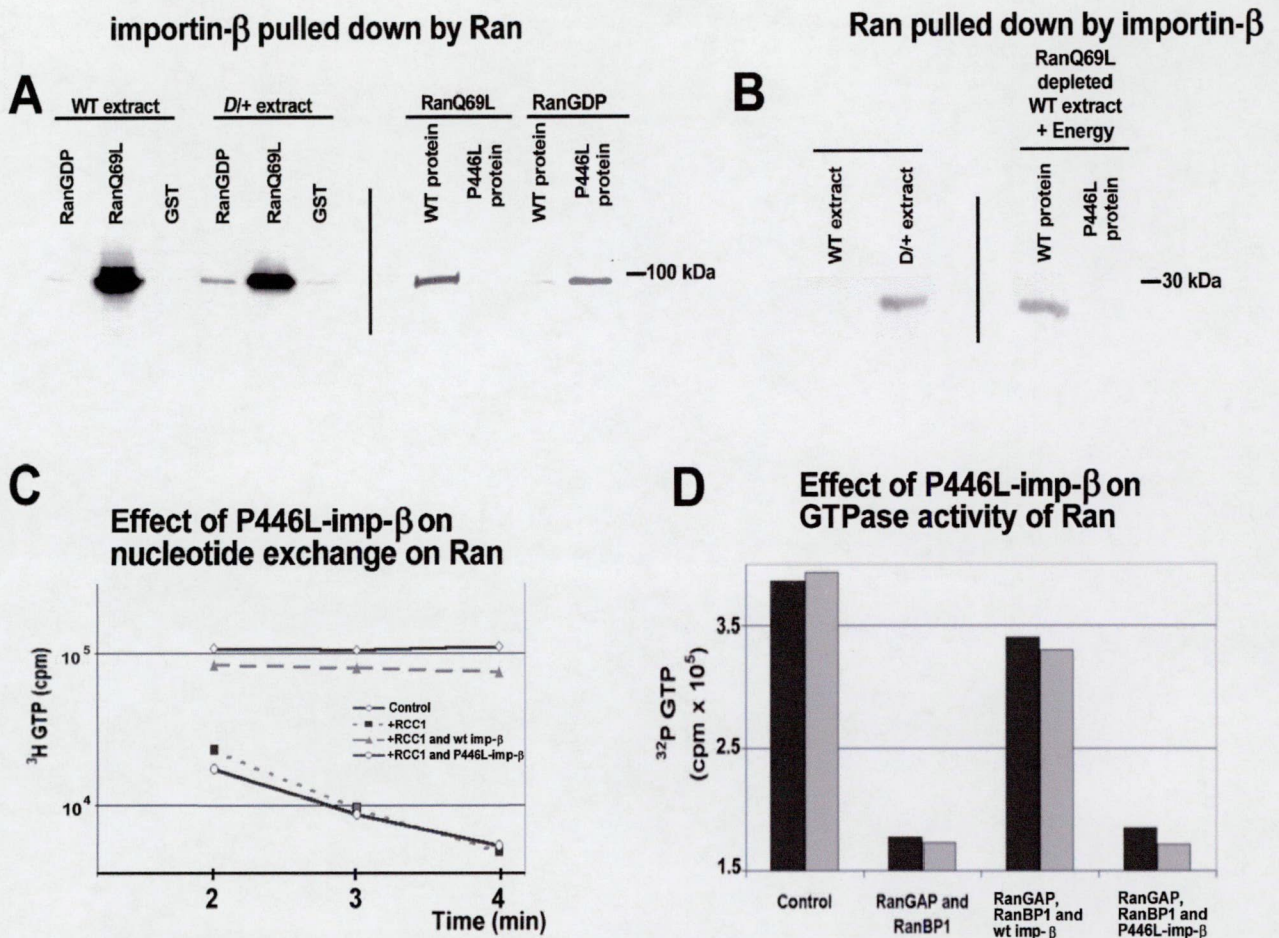 importin-β pulled down by Ran
Ran pulled down by importin-β
A
WT extract
D/+ extract
RanQ69L
RanGDP
RanGDP
RanQ69L
GST
RanGDP
RanQ69L
GST
WT protein
P446L
protein
WT protein
P446L
protein
100 kDa
B
RanQ69L
depleted
WT extract
+ Energy
WT extract
D/+ extract
WT protein
P446L
protein
30 kDa
C
Effect of P446L-imp-β on
nucleotide exchange on Ran
³H GTP (cpm)
10⁵
10⁴
Control
+RCC1
+RCC1 and wt imp-β
+RCC1 and P446L-imp-β
2
3
4
Time (min)
D
Effect of P446L-imp-β on
GTPase activity of Ran
³²P GTP
(cpm x 10⁵)
3.5
2.5
1.5
Control
RanGAP and
RanBP1
RanGAP,
RanBP1 and
wt imp-β
RanGAP,
RanBP1 and
P446L-imp-β